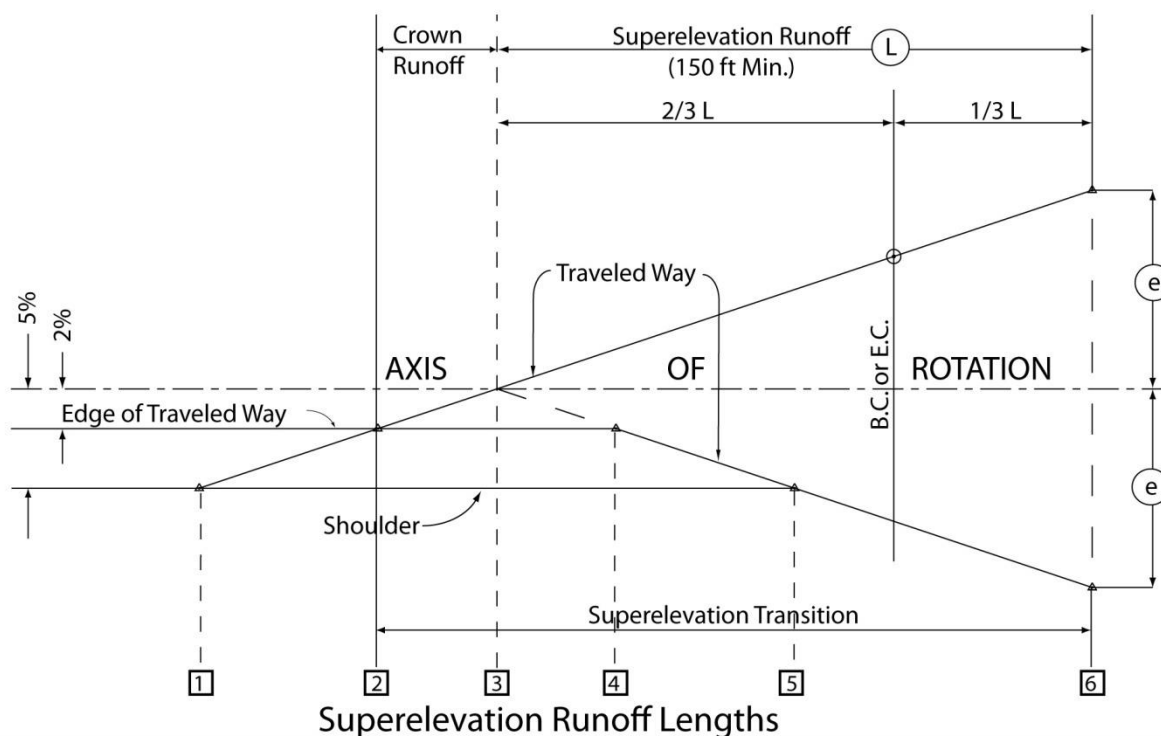 Crown
Runoff
Superelevation Runoff
(150 ft Min.)
L
2/3 L
1/3 L
Traveled Way
5%
2%
e
AXIS OF ROTATION
B.C. or E.C.
Edge of Traveled Way
e
Shoulder
Superelevation Transition
1 2 3 4 5 6
Superelevation Runoff Lengths